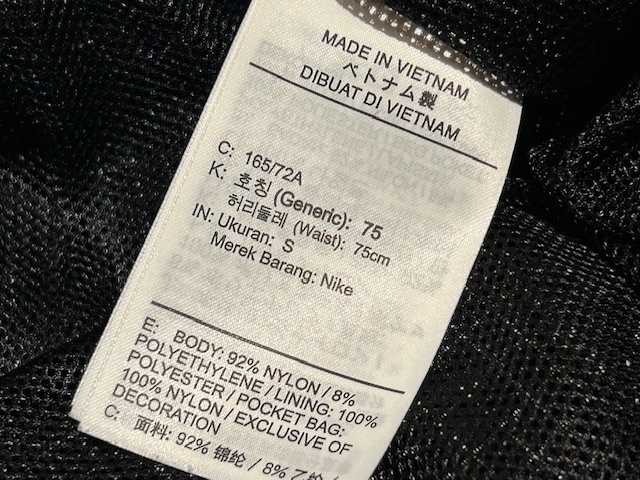 MADE IN VIETNAM
ベトナム製
DIBUAT DI VIETNAM
C: 165/72A
K: 호칭 (Generic): 75
허리둘레 (Waist): 75cm
IN: Ukuran: S
Merek Barang: Nike
E: BODY: 92% NYLON / 8%
POLYETHYLENE / LINING: 100%
POLYESTER / POCKET BAG:
100% NYLON / EXCLUSIVE OF
DECORATION
C: 面料: 92% 锦纶 / 8% 乙纶 /